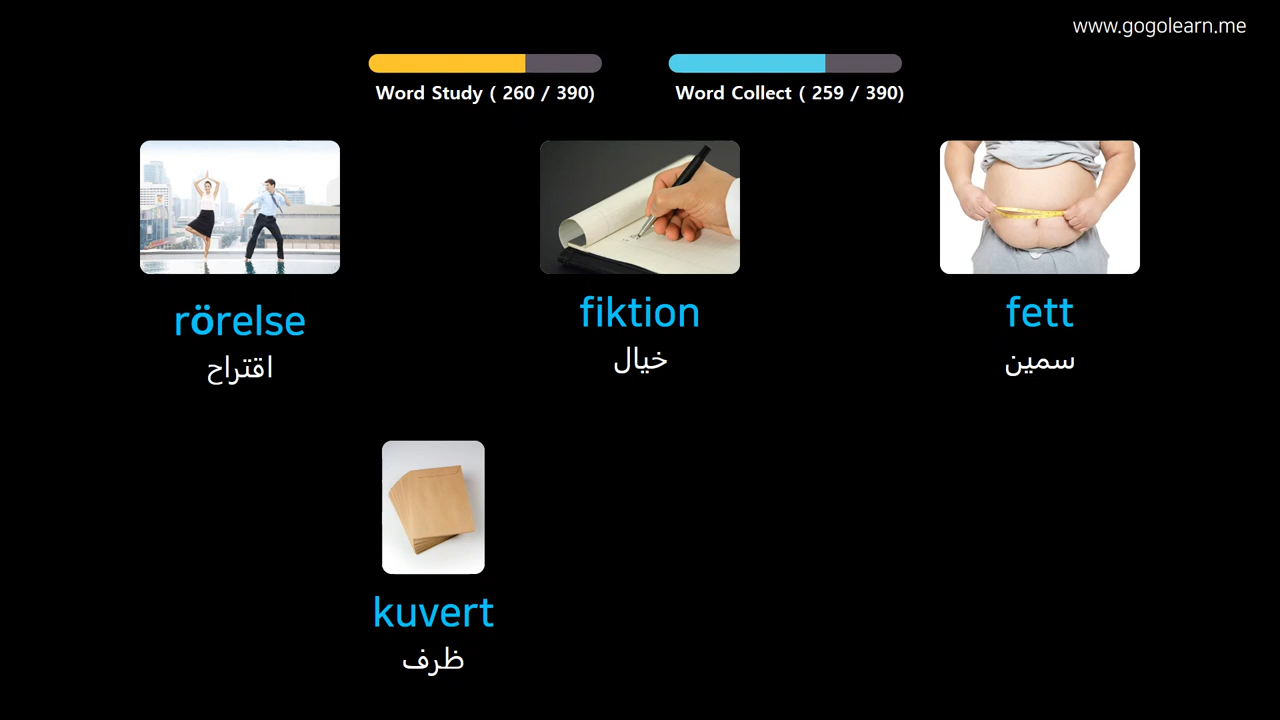 www.gogolearn.me
Word Study ( 260 / 390)
Word Collect ( 259 / 390)
rörelse
اقتراح
fiktion
خيال
fett
سمين
kuvert
ظرف